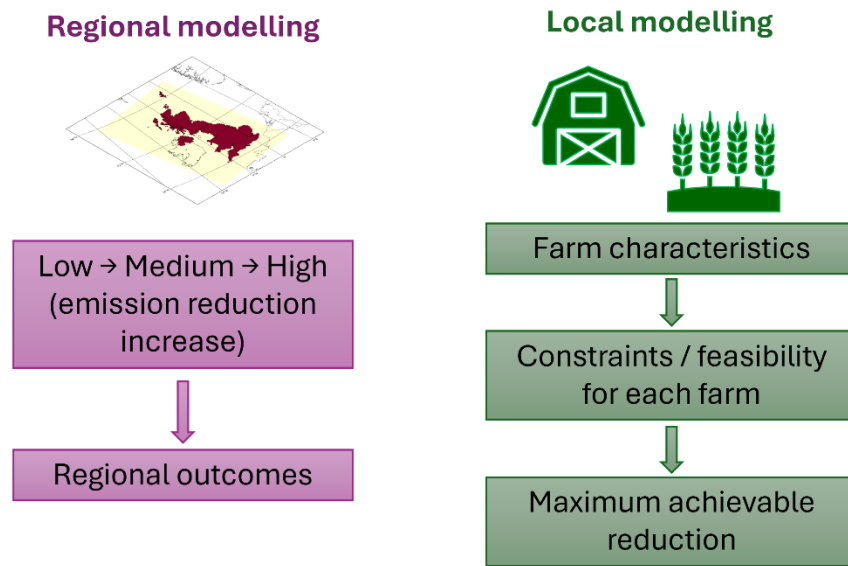 Regional modelling
Low → Medium → High
(emission reduction
increase)
Regional outcomes
Local modelling
Farm characteristics
Constraints / feasibility
for each farm
Maximum achievable
reduction